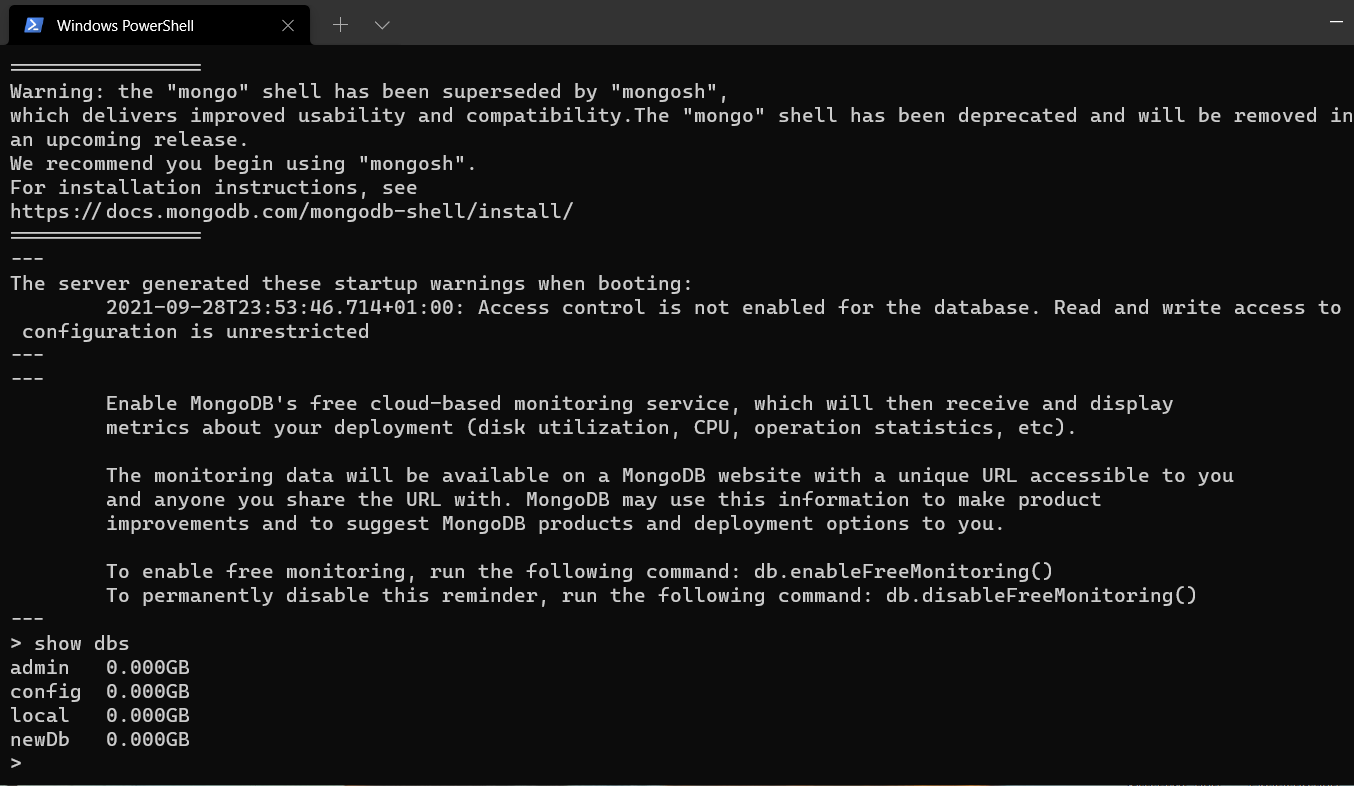 Windows PowerShell
==================
Warning: the "mongo" shell has been superseded by "mongosh",
which delivers improved usability and compatibility.The "mongo" shell has been deprecated and will be removed in
an upcoming release.
We recommend you begin using "mongosh".
For installation instructions, see
https://docs.mongodb.com/mongodb-shell/install/
==================
---
The server generated these startup warnings when booting:
        2021-09-28T23:53:46.714+01:00: Access control is not enabled for the database. Read and write access to
 configuration is unrestricted
---
---
        Enable MongoDB's free cloud-based monitoring service, which will then receive and display
        metrics about your deployment (disk utilization, CPU, operation statistics, etc).

        The monitoring data will be available on a MongoDB website with a unique URL accessible to you
        and anyone you share the URL with. MongoDB may use this information to make product
        improvements and to suggest MongoDB products and deployment options to you.

        To enable free monitoring, run the following command: db.enableFreeMonitoring()
        To permanently disable this reminder, run the following command: db.disableFreeMonitoring()
---
> show dbs
admin   0.000GB
config  0.000GB
local   0.000GB
newDb   0.000GB
>